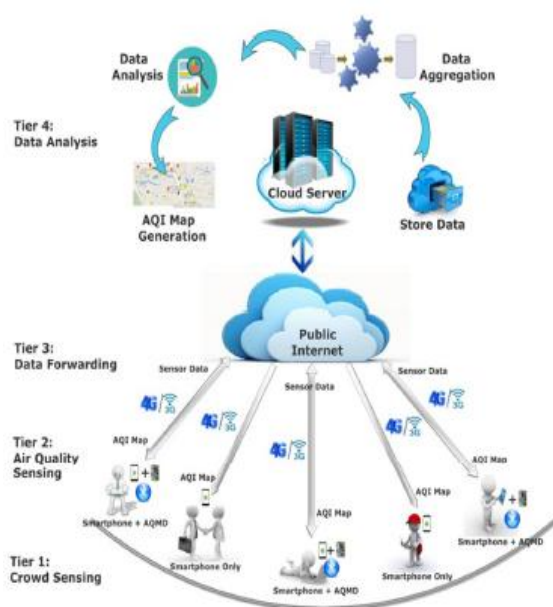 Data
Analysis
Data
Aggregation
Tier 4:
Data Analysis
Cloud Server
AQI Map
Generation
Store Data
Public
Internet
Tier 3:
Data Forwarding
Sensor Data
Sensor Data
Sensor Data
4G/3G
4G/3G
4G/3G
4G/3G
4G/3G
Tier 2:
Air Quality
Sensing
AQI Map
AQI Map
AQI Map
AQI Map
AQI Map
+
+
+
Smartphone + AQMD
Smartphone Only
Smartphone + AQMD
Smartphone Only
Smartphone + AQMD
Tier 1:
Crowd Sensing